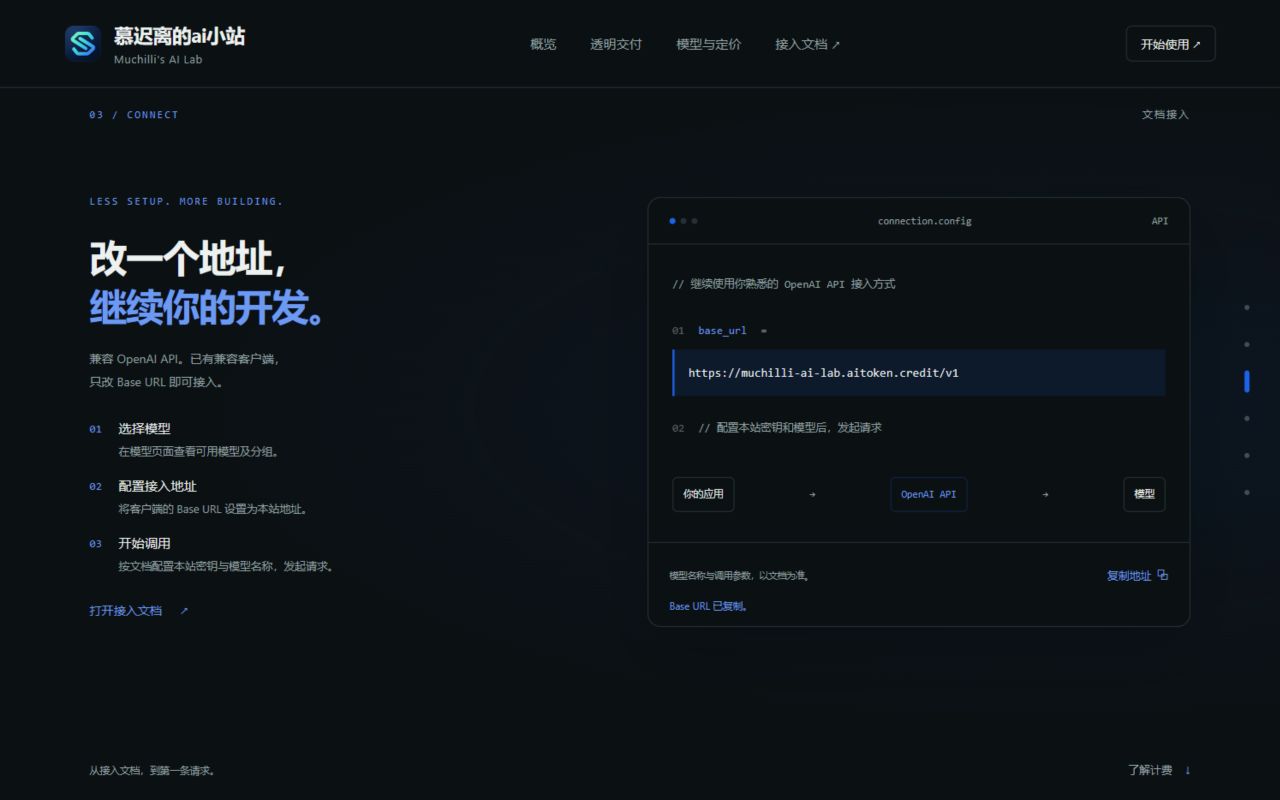 慕迟离的ai小站
Muchilli's AI Lab
概览
透明交付
模型与定价
接入文档 ↗
开始使用 ↗
03 / CONNECT
文档接入
LESS SETUP. MORE BUILDING.
改一个地址，
继续你的开发。
兼容 OpenAI API。已有兼容客户端，
只改 Base URL 即可接入。
01 选择模型
在模型页面查看可用模型及分组。
02 配置接入地址
将客户端的 Base URL 设置为本站地址。
03 开始调用
按文档配置本站密钥与模型名称，发起请求。
打开接入文档 ↗
connection.config
API
// 继续使用你熟悉的 OpenAI API 接入方式
01 base_url =
https://muchilli-ai-lab.aitoken.credit/v1
02 // 配置本站密钥和模型后，发起请求
你的应用 → OpenAI API → 模型
模型名称与调用参数，以文档为准。
复制地址
Base URL 已复制。
从接入文档，到第一条请求。
了解计费 ↓